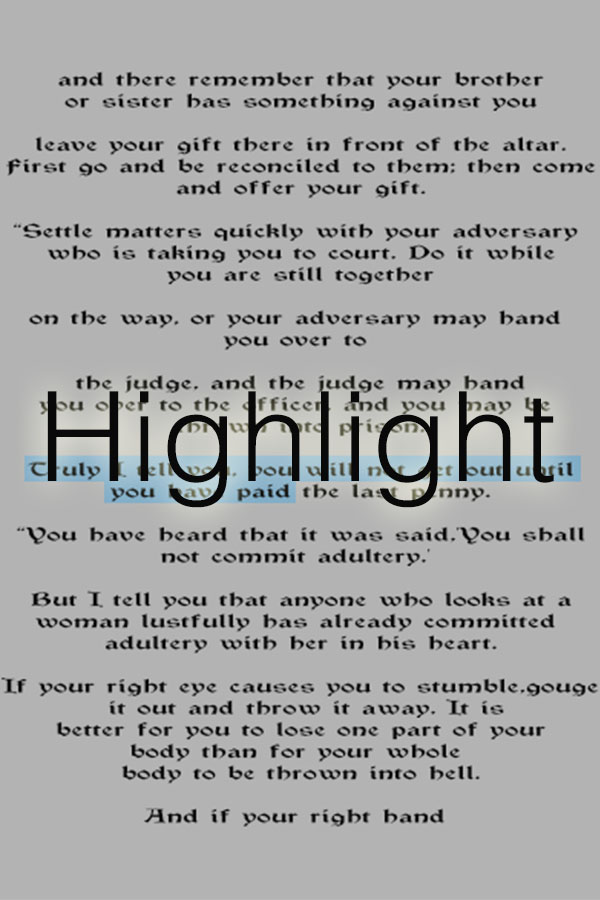 and there remember that your brother
or sister has something against you
leave your gift there in front of the altar.
First go and be reconciled to them; then come
and offer your gift.
“Settle matters quickly with your adversary
who is taking you to court. Do it while
you are still together
on the way, or your adversary may hand
you over to
the judge, and the judge may hand
you over to the officer, and you may be
thrown into prison.
Highlight
Truly I tell you, you will not get out until
you have paid the last penny.
“You have heard that it was said,'You shall
not commit adultery.'
But I tell you that anyone who looks at a
woman lustfully has already committed
adultery with her in his heart.
If your right eye causes you to stumble,gouge
it out and throw it away. It is
better for you to lose one part of your
body than for your whole
body to be thrown into hell.
And if your right hand